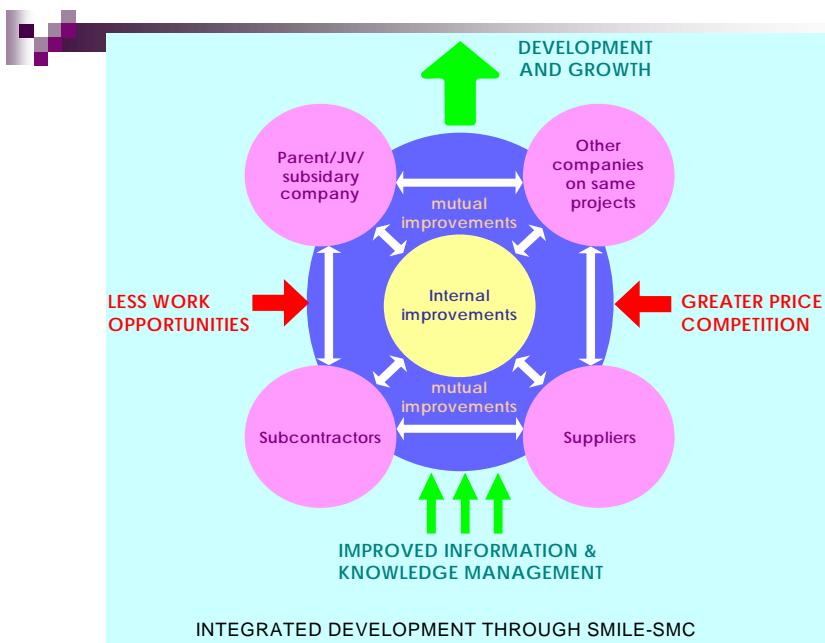 DEVELOPMENT
AND GROWTH
Parent/JV/
subsidary
company
Other
companies
on same
projects
mutual
improvements
LESS WORK
OPPORTUNITIES
Internal
improvements
GREATER PRICE
COMPETITION
mutual
improvements
Subcontractors
Suppliers
IMPROVED INFORMATION &
KNOWLEDGE MANAGEMENT
INTEGRATED DEVELOPMENT THROUGH SMILE-SMC